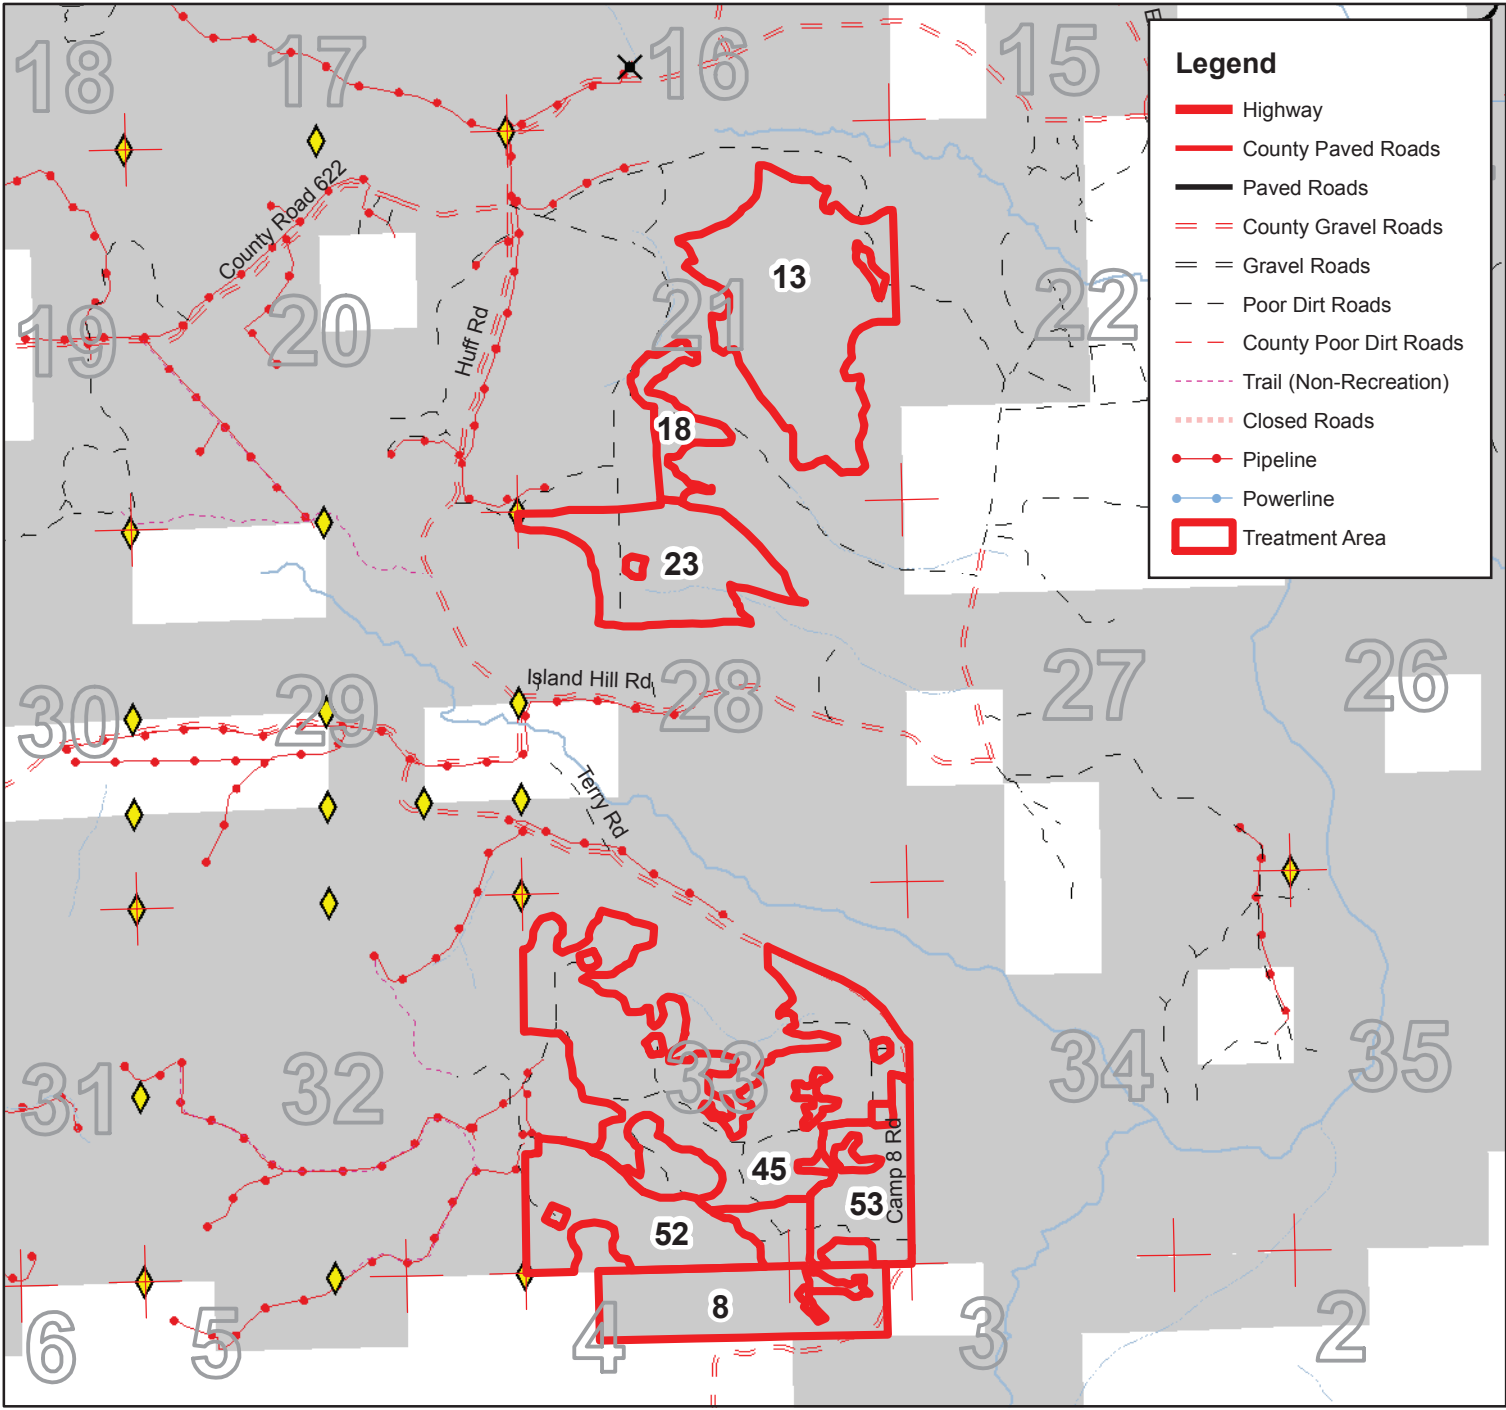 18
17
16
15
E
Legend
Highway
County Paved Roads
Paved Roads
County Gravel Roads
Gravel Roads
Poor Dirt Roads
County Poor Dirt Roads
Trail (Non-Recreation)
Closed Roads
Pipeline
Powerline
Treatment Area
County Road 622
19
20
Huff Rd
21
13
22
18
23
Island Hill Rd
30
29
28
27
26
Terry Rd
31
32
33
34
35
45
53
Camp 8 Rd
52
8
6
5
4
3
2